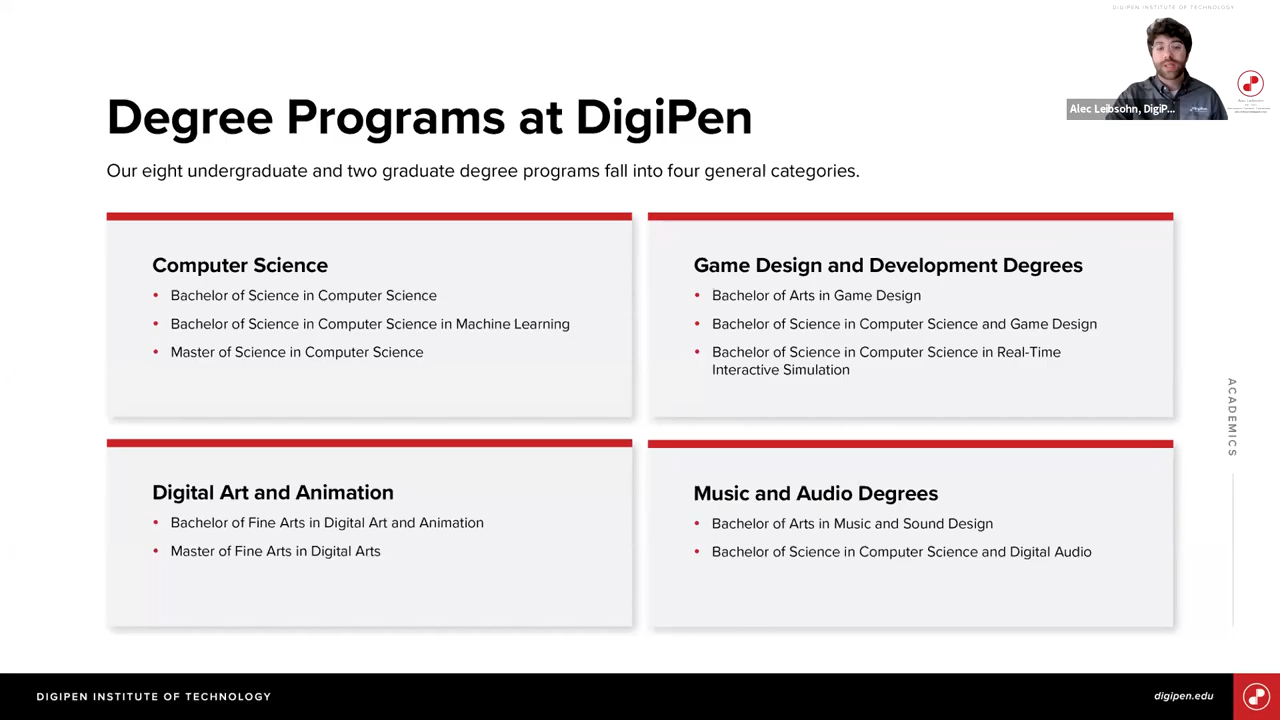 DIGIPEN INSTITUTE OF TECHNOLOGY
Alec Leibsohn, DigiP...
Alec Leibsohn
Degree Programs at DigiPen
Our eight undergraduate and two graduate degree programs fall into four general categories.
Computer Science
• Bachelor of Science in Computer Science
• Bachelor of Science in Computer Science in Machine Learning
• Master of Science in Computer Science
Game Design and Development Degrees
• Bachelor of Arts in Game Design
• Bachelor of Science in Computer Science and Game Design
• Bachelor of Science in Computer Science in Real-Time
Interactive Simulation
Digital Art and Animation
• Bachelor of Fine Arts in Digital Art and Animation
• Master of Fine Arts in Digital Arts
Music and Audio Degrees
• Bachelor of Arts in Music and Sound Design
• Bachelor of Science in Computer Science and Digital Audio
ACADEMICS
DIGIPEN INSTITUTE OF TECHNOLOGY
digipen.edu